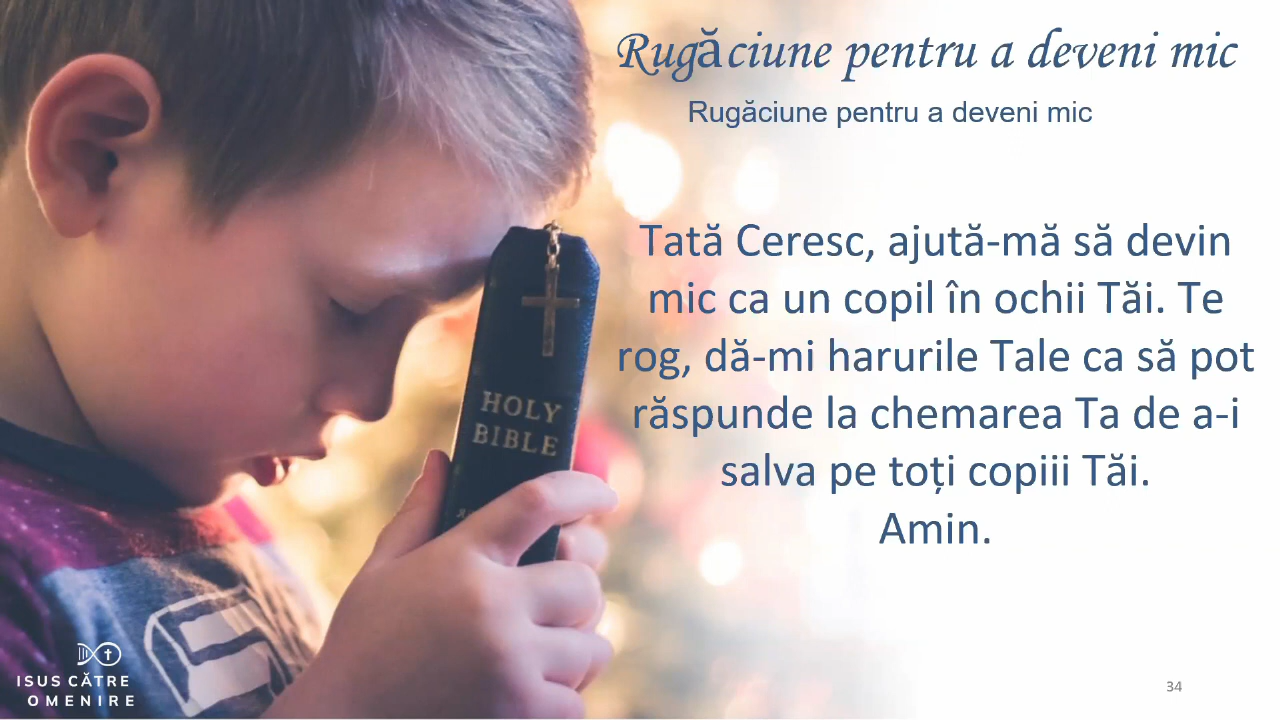 Rugăciune pentru a deveni mic
Rugăciune pentru a deveni mic
Tată Ceresc, ajută-mă să devin
mic ca un copil în ochii Tăi. Te
rog, dă-mi harurile Tale ca să pot
răspunde la chemarea Ta de a-i
salva pe toți copiii Tăi.
Amin.
HOLY
BIBLE
ISUS CĂTRE
OMENIRE
34